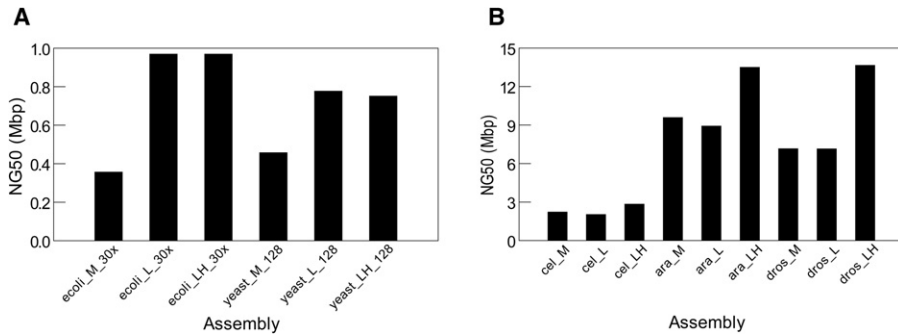 A
NG50 (Mbp)
1.0
0.8
0.6
0.4
0.2
0.0
ecoli_M_30x
ecoli_L_30x
ecoli_LH_30x
yeast_M_128
yeast_L_128
yeast_LH_128
Assembly
B
NG50 (Mbp)
15
12
9
6
3
0
cel_M
cel_L
cel_LH
ara_M
ara_L
ara_LH
dros_M
dros_L
dros_LH
Assembly